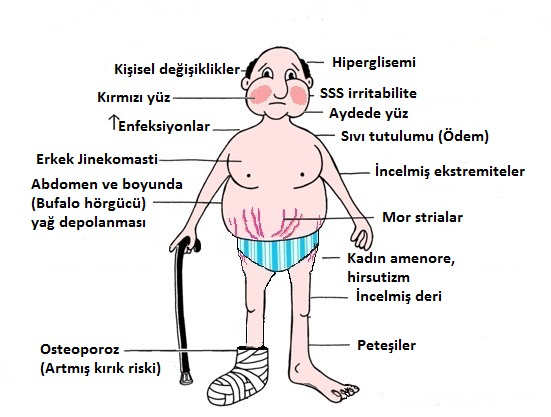 Kişisel değişiklikler
Kırmızı yüz
↑Enfeksiyonlar
Erkek Jinekomasti
Abdomen ve boyunda
(Bufalo hörgücü)
yağ depolanması
Osteoporoz
(Artmış kırık riski)
Hiperglisemi
SSS irritabilite
Aydede yüz
Sıvı tutulumu (Ödem)
İncelmiş ekstremiteler
Mor strialar
Kadın amenore,
hirsutizm
İncelmiş deri
Peteşiler